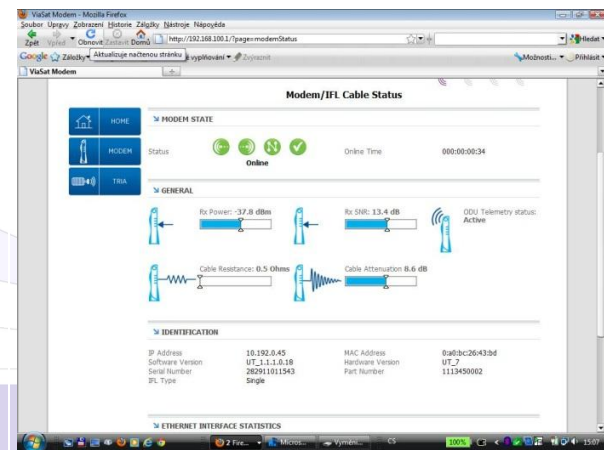 ViaSat Modem - Mozilla Firefox
Soubor Úpravy Zobrazení Historie Záložky Nástroje Nápověda
Zpět Vpřed Obnovit Zastavit Domů http://192.168.100.1/?page=modemStatus Hledat
Google Záložky Aktualizuje načtenou stránku vyplňování Zvýraznit Možnosti... Přihlásit
ViaSat Modem
Modem/IFL Cable Status
HOME
MODEM
TRIA
MODEM STATE
Status Online Online Time 000:00:00:34
GENERAL
Rx Power: -37.8 dBm Rx SNR: 13.4 dB ODU Telemetry status:
Active
Cable Resistance: 0.5 Ohms Cable Attenuation 8.6 dB
IDENTIFICATION
IP Address 10.192.0.45 MAC Address 0:a0:bc:26:43:bd
Software Version UT_1.1.1.0.18 Hardware Version UT_7
Serial Number 282911011543 Part Number 1113450002
IFL Type Single
ETHERNET INTERFACE STATISTICS
2 Fire... Micros... Vyměni... CS 100% 15:07